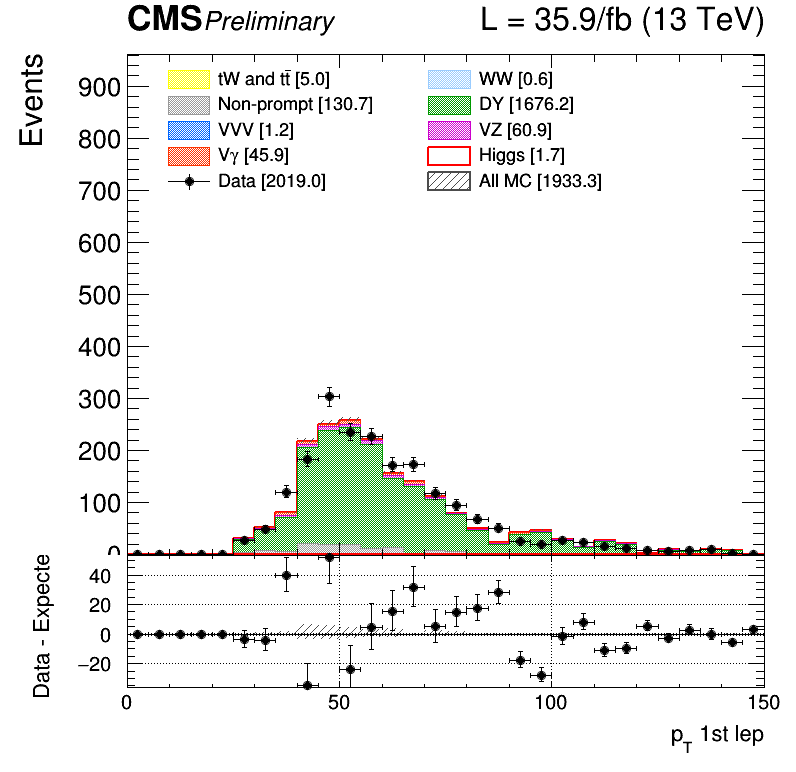 CMS Preliminary L = 35.9/fb (13 TeV)
Events
900
800
700
600
500
400
300
200
100
0
tW and tt̄ [5.0]
WW [0.6]
Non-prompt [130.7]
DY [1676.2]
VVV [1.2]
VZ [60.9]
Vγ [45.9]
Higgs [1.7]
Data [2019.0]
All MC [1933.3]
Data - Expecte
40
20
0
−20
0 50 100 150
p_T 1st lep